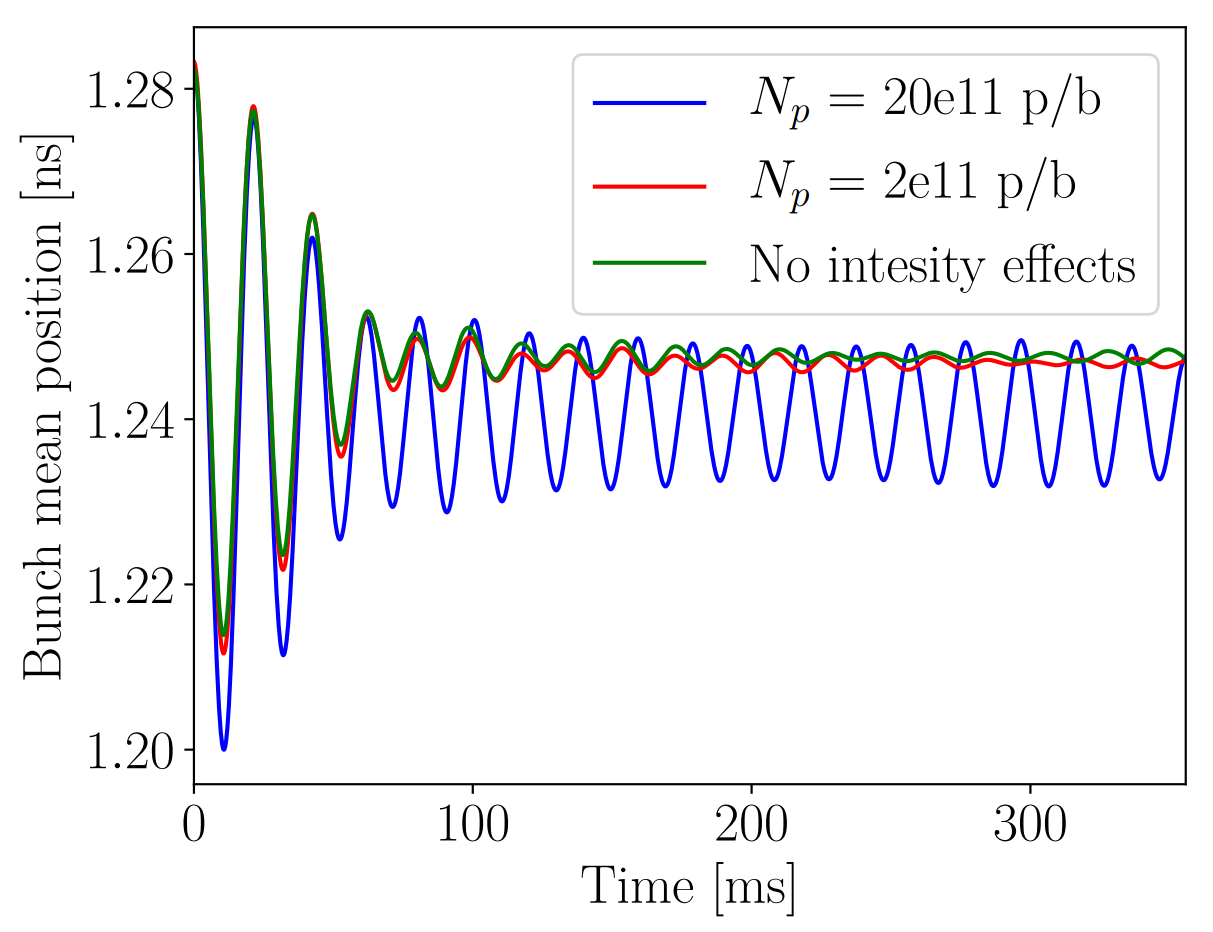 1.28
1.26
1.24
1.22
1.20
Bunch mean position [ns]
N_p = 20e11 p/b
N_p = 2e11 p/b
No intesity effects
0 100 200 300
Time [ms]